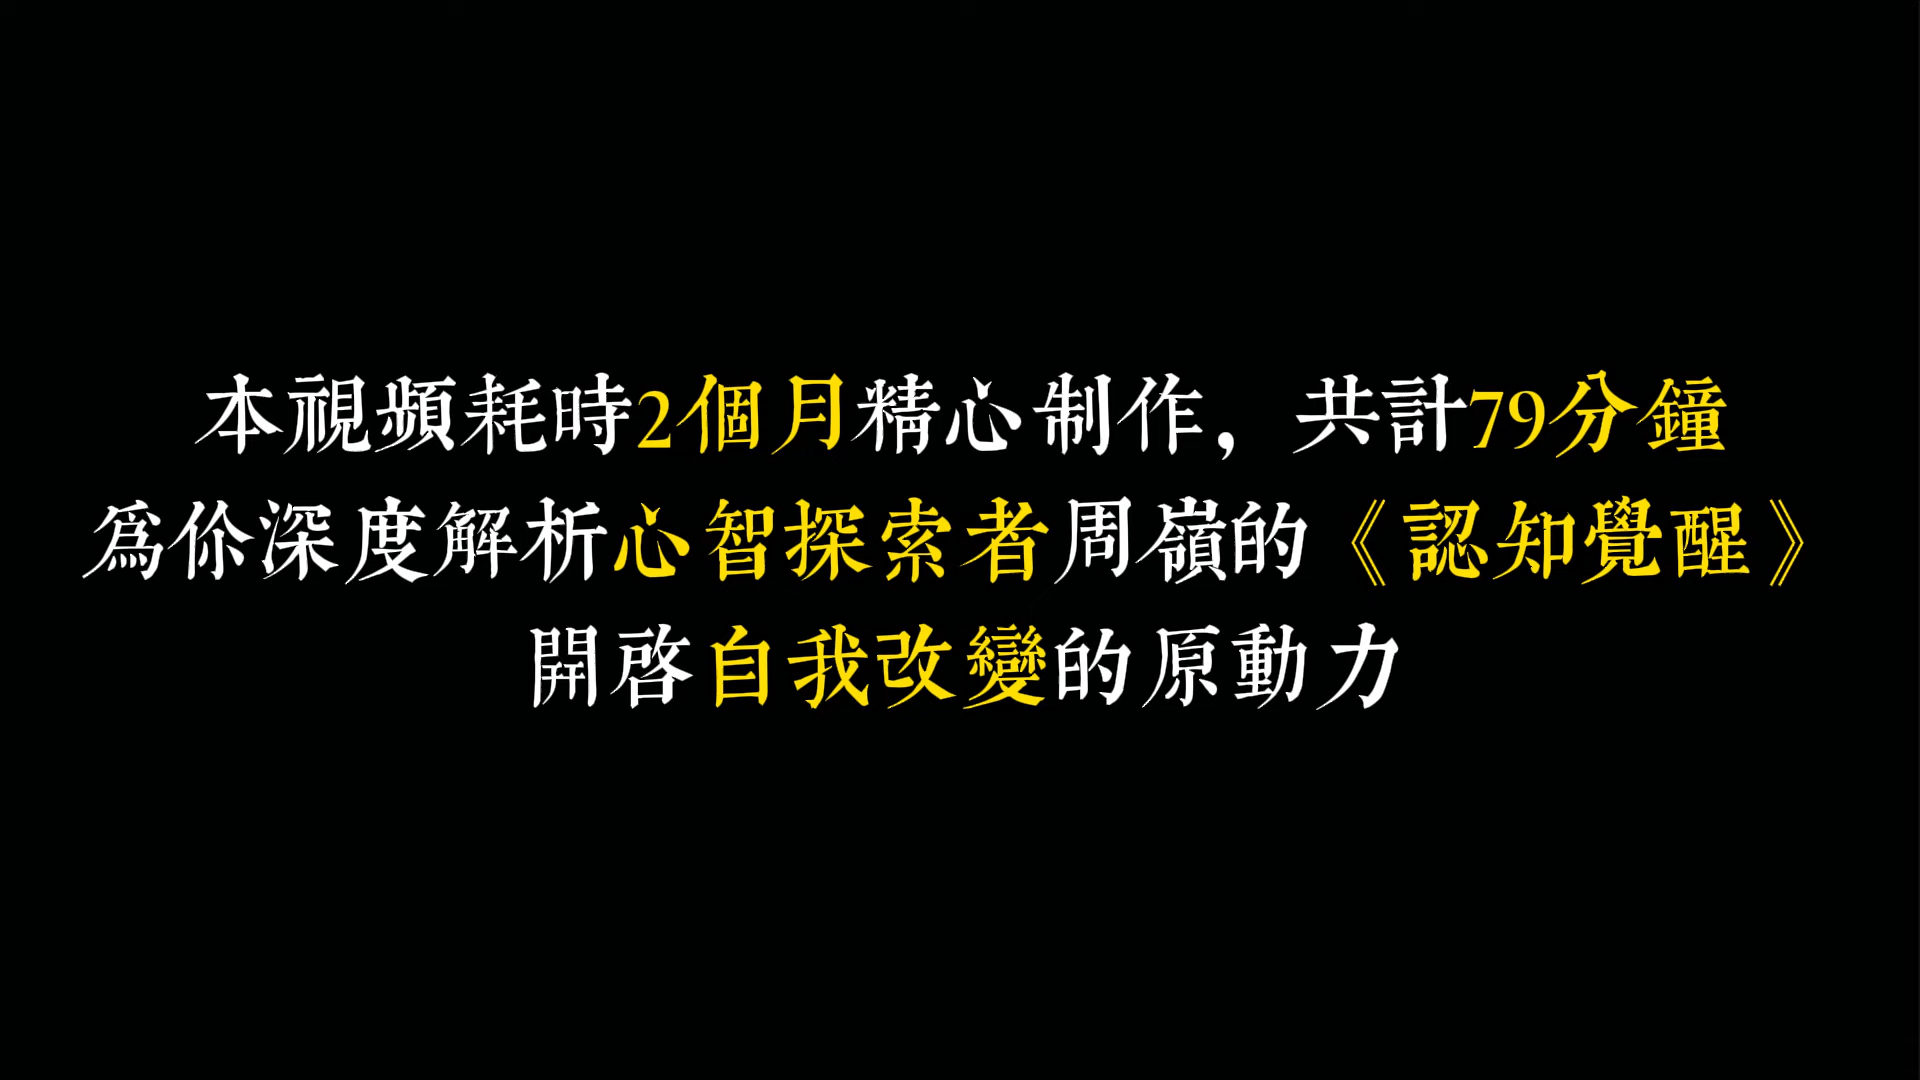 本視頻耗時2個月精心制作，共計79分鐘
爲你深度解析心智探索者周嶺的《認知覺醒》
開啓自我改變的原動力